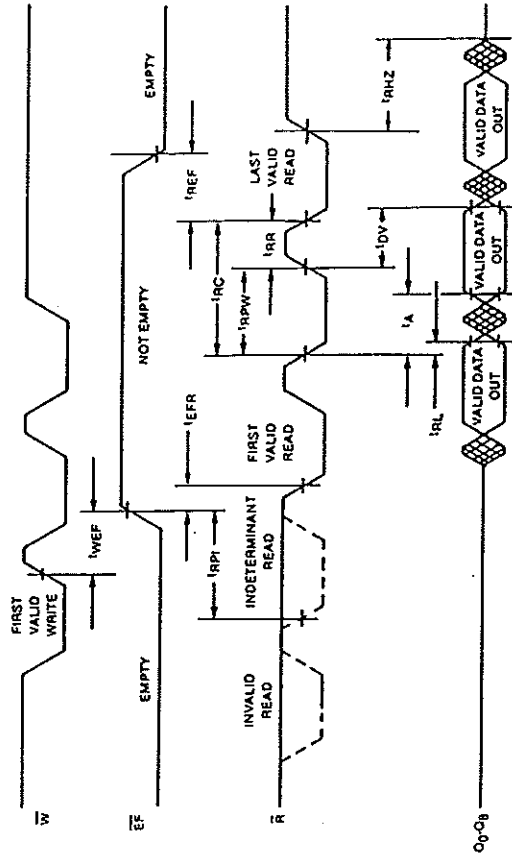 W
FIRST
VALID
WRITE
tWEF
EF
EMPTY
NOT EMPTY
EMPTY
tREF
tRPI
tEFR
tRC
tRPW
tRR
R
INVALID
READ
INDETERMINANT
READ
FIRST
VALID
READ
LAST
VALID
READ
tRL
tA
tDV
tRHZ
Q0-Q8
VALID DATA
OUT
VALID DATA
OUT
VALID DATA
OUT